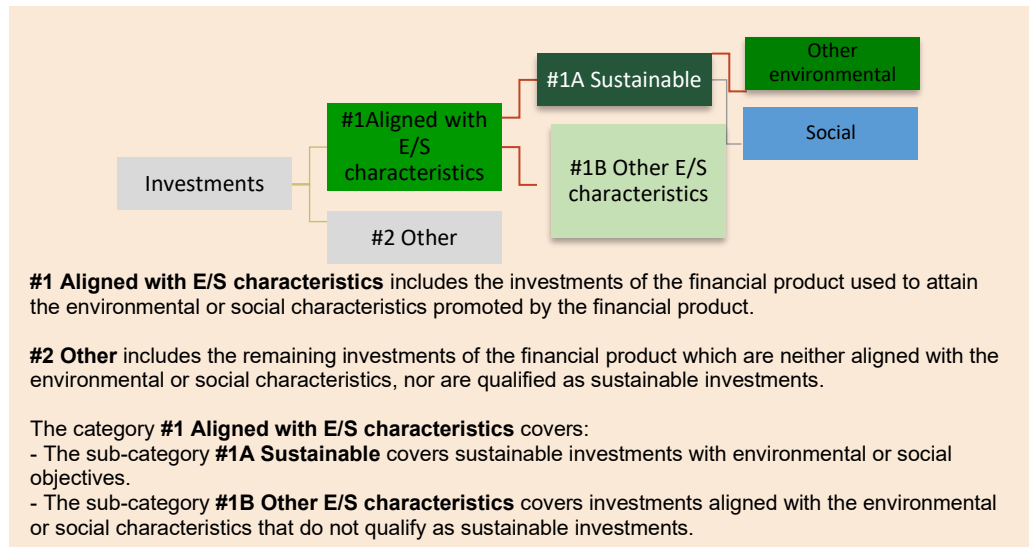 Other
environmental
#1A Sustainable
#1Aligned with
E/S
characteristics
Social
#1B Other E/S
characteristics
Investments
#2 Other
#1 Aligned with E/S characteristics includes the investments of the financial product used to attain
the environmental or social characteristics promoted by the financial product.
#2 Other includes the remaining investments of the financial product which are neither aligned with the
environmental or social characteristics, nor are qualified as sustainable investments.
The category #1 Aligned with E/S characteristics covers:
- The sub-category #1A Sustainable covers sustainable investments with environmental or social
objectives.
- The sub-category #1B Other E/S characteristics covers investments aligned with the environmental
or social characteristics that do not qualify as sustainable investments.